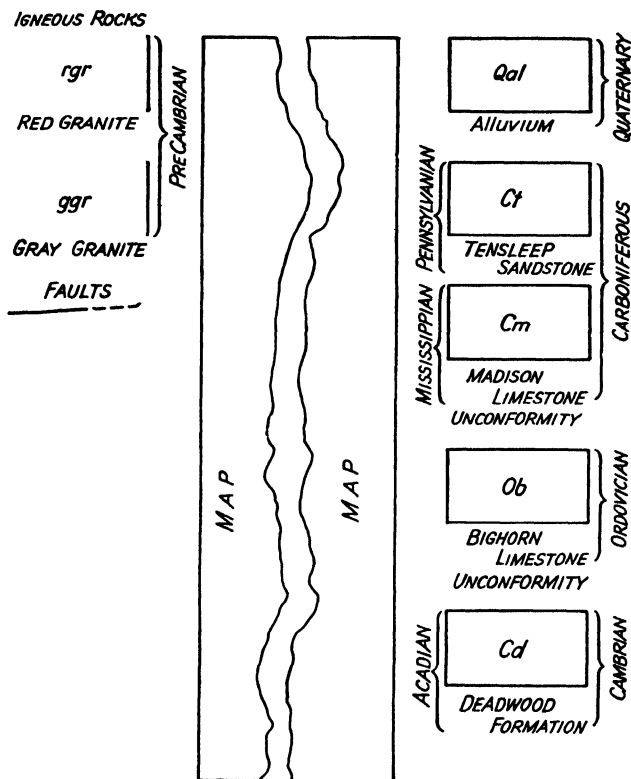 IGNEOUS ROCKS
rgr
RED GRANITE
ggr
GRAY GRANITE
PRECAMBRIAN
FAULTS
MAP
MAP
Qal
Alluvium
QUATERNARY
Ct
TENSLEEP
SANDSTONE
PENNSYLVANIAN
Cm
MADISON
LIMESTONE
MISSISSIPPIAN
CARBONIFEROUS
UNCONFORMITY
Ob
BIGHORN
LIMESTONE
ORDOVICIAN
UNCONFORMITY
Cd
DEADWOOD
FORMATION
ACADIAN
CAMBRIAN